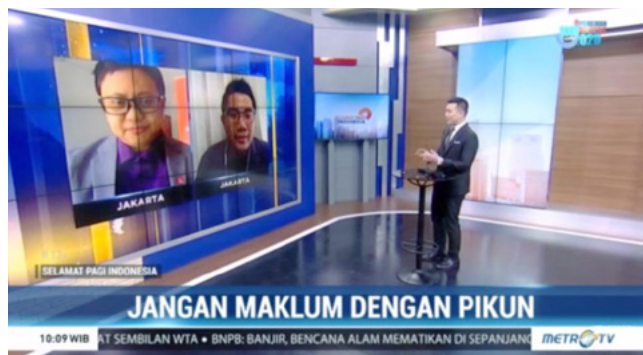 JAKARTA
JAKARTA
SELAMAT PAGI INDONESIA
JANGAN MAKLUM DENGAN PIKUN
10:09 WIB
AT SEMBILAN WTA • BNPB: BANJIR, BENCANA ALAM MEMATIKAN DI SEPANJANG
METRO TV